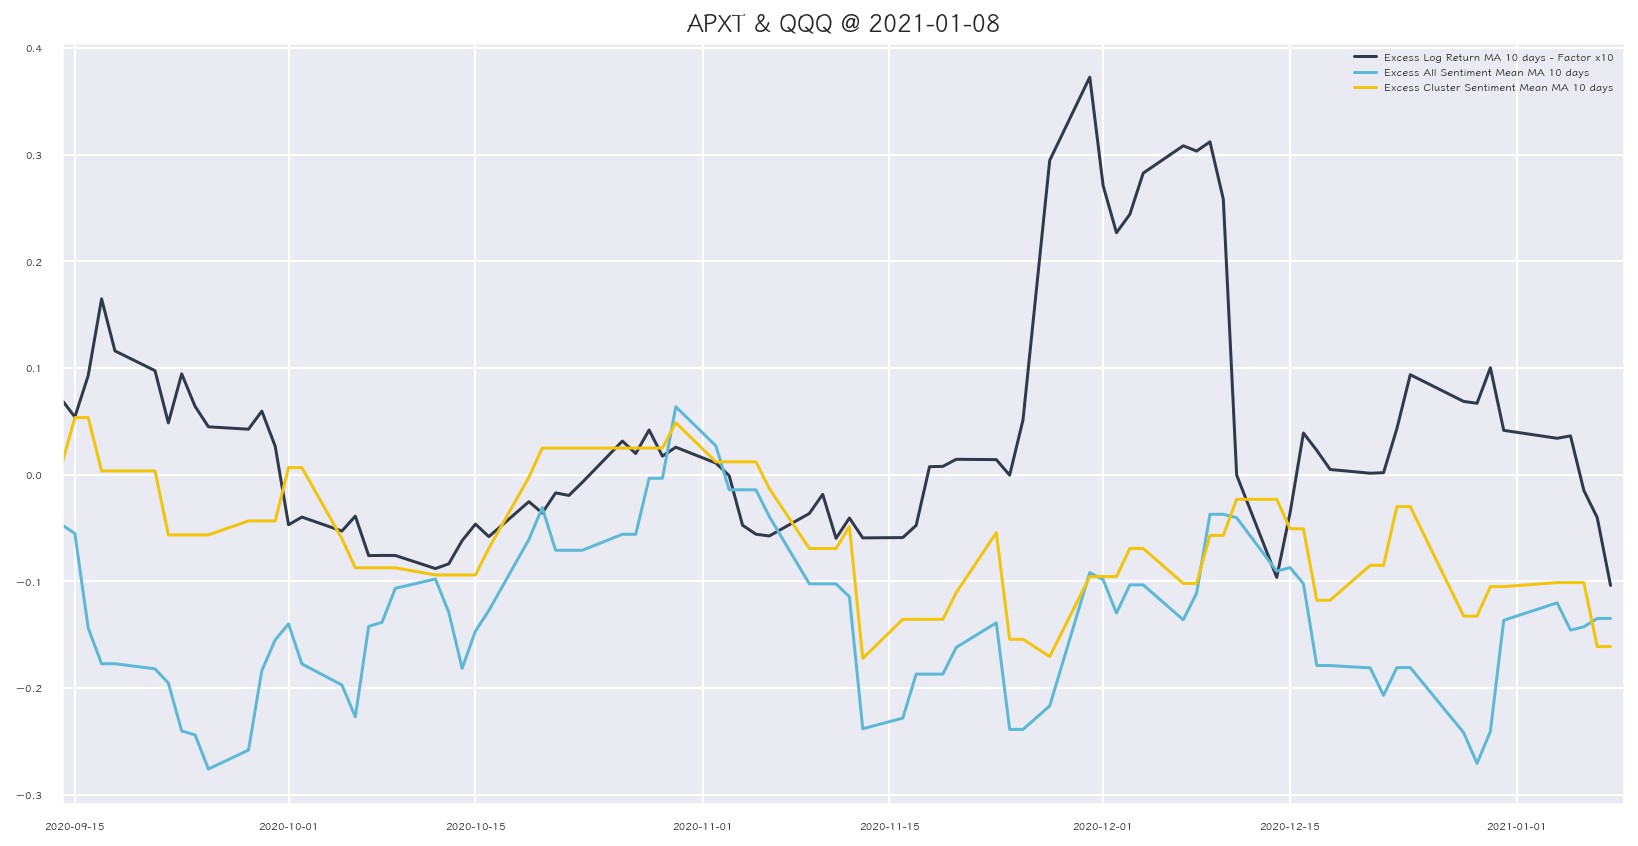 APXT & QQQ @ 2021-01-08
Excess Log Return MA 10 days - Factor x10
Excess All Sentiment Mean MA 10 days
Excess Cluster Sentiment Mean MA 10 days
0.4
0.3
0.2
0.1
0.0
−0.1
−0.2
−0.3
2020-09-15 2020-10-01 2020-10-15 2020-11-01 2020-11-15 2020-12-01 2020-12-15 2021-01-01